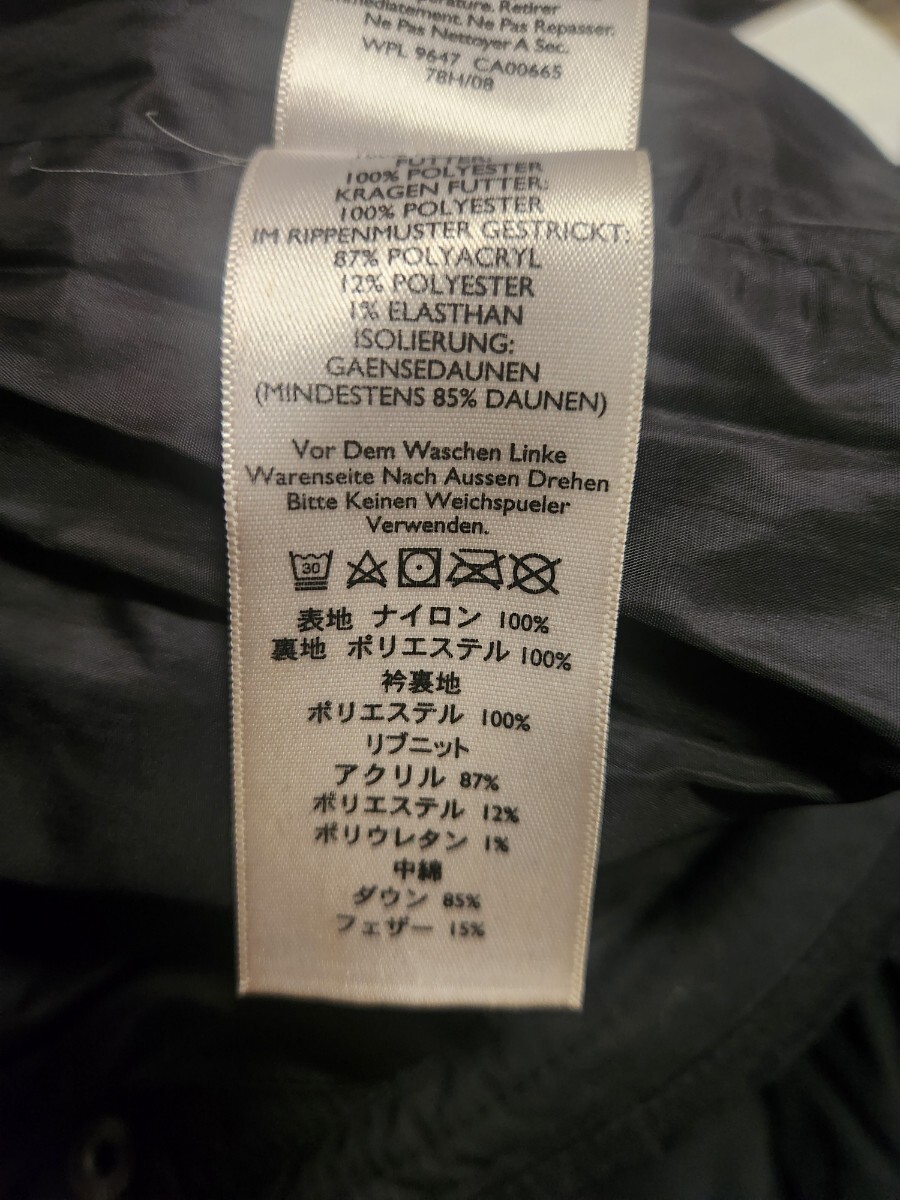 Température. Retirer
Immediatement. Ne Pas Repasser.
Ne Pas Nettoyer A Sec.
WPL 9647 CA00665
78H/08
FUTTER:
100% POLYESTER
KRAGEN FUTTER:
100% POLYESTER
IM RIPPENMUSTER GESTRICKT:
87% POLYACRYL
12% POLYESTER
1% ELASTHAN
ISOLIERUNG:
GAENSEDAUNEN
(MINDESTENS 85% DAUNEN)
Vor Dem Waschen Linke
Warenseite Nach Aussen Drehen
Bitte Keinen Weichspueler
Verwenden.
30
表地 ナイロン 100%
裏地 ポリエステル 100%
衿裏地
ポリエステル 100%
リブニット
アクリル 87%
ポリエステル 12%
ポリウレタン 1%
中綿
ダウン 85%
フェザー 15%